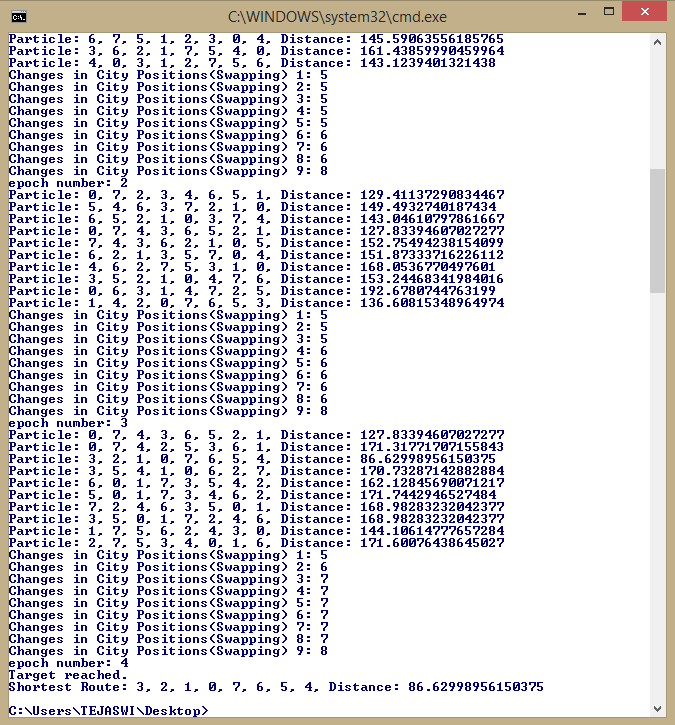 C:\WINDOWS\system32\cmd.exe
Particle: 6, 7, 5, 1, 2, 3, 0, 4, Distance: 145.59063556185765
Particle: 3, 6, 2, 1, 7, 5, 4, 0, Distance: 161.43859990459964
Particle: 4, 0, 3, 1, 2, 7, 5, 6, Distance: 143.1239401321438
Changes in City Positions(Swapping) 1: 5
Changes in City Positions(Swapping) 2: 5
Changes in City Positions(Swapping) 3: 5
Changes in City Positions(Swapping) 4: 5
Changes in City Positions(Swapping) 5: 5
Changes in City Positions(Swapping) 6: 6
Changes in City Positions(Swapping) 7: 6
Changes in City Positions(Swapping) 8: 6
Changes in City Positions(Swapping) 9: 8
epoch number: 2
Particle: 0, 7, 2, 3, 4, 6, 5, 1, Distance: 129.41137290834467
Particle: 5, 4, 6, 3, 7, 2, 1, 0, Distance: 149.4932740187434
Particle: 6, 5, 2, 1, 0, 3, 7, 4, Distance: 143.04610797861667
Particle: 0, 7, 4, 3, 6, 5, 2, 1, Distance: 127.83394607027277
Particle: 7, 4, 3, 6, 2, 1, 0, 5, Distance: 152.75494238154099
Particle: 6, 2, 1, 3, 5, 7, 0, 4, Distance: 151.87333716226112
Particle: 4, 6, 2, 7, 5, 3, 1, 0, Distance: 168.0536770497601
Particle: 3, 5, 2, 1, 0, 4, 7, 6, Distance: 153.24468341984016
Particle: 0, 6, 3, 1, 4, 7, 2, 5, Distance: 192.6780744763199
Particle: 1, 4, 2, 0, 7, 6, 5, 3, Distance: 136.60815348964974
Changes in City Positions(Swapping) 1: 5
Changes in City Positions(Swapping) 2: 5
Changes in City Positions(Swapping) 3: 5
Changes in City Positions(Swapping) 4: 6
Changes in City Positions(Swapping) 5: 6
Changes in City Positions(Swapping) 6: 6
Changes in City Positions(Swapping) 7: 6
Changes in City Positions(Swapping) 8: 6
Changes in City Positions(Swapping) 9: 8
epoch number: 3
Particle: 0, 7, 4, 3, 6, 5, 2, 1, Distance: 127.83394607027277
Particle: 0, 7, 4, 2, 5, 3, 6, 1, Distance: 171.31771707155843
Particle: 3, 2, 1, 0, 7, 6, 5, 4, Distance: 86.62998956150375
Particle: 3, 5, 4, 1, 0, 6, 2, 7, Distance: 170.73287142882884
Particle: 6, 0, 1, 7, 3, 5, 4, 2, Distance: 162.12845690071217
Particle: 5, 0, 1, 7, 3, 4, 6, 2, Distance: 171.7442946527484
Particle: 7, 2, 4, 6, 3, 5, 0, 1, Distance: 168.98283232042377
Particle: 3, 5, 0, 1, 7, 2, 4, 6, Distance: 168.98283232042377
Particle: 1, 7, 5, 6, 2, 4, 3, 0, Distance: 144.10614777657284
Particle: 2, 7, 5, 3, 4, 0, 1, 6, Distance: 171.60076438645027
Changes in City Positions(Swapping) 1: 5
Changes in City Positions(Swapping) 2: 6
Changes in City Positions(Swapping) 3: 7
Changes in City Positions(Swapping) 4: 7
Changes in City Positions(Swapping) 5: 7
Changes in City Positions(Swapping) 6: 7
Changes in City Positions(Swapping) 7: 7
Changes in City Positions(Swapping) 8: 7
Changes in City Positions(Swapping) 9: 8
epoch number: 4
Target reached.
Shortest Route: 3, 2, 1, 0, 7, 6, 5, 4, Distance: 86.62998956150375
C:\Users\TEJASWI\Desktop>